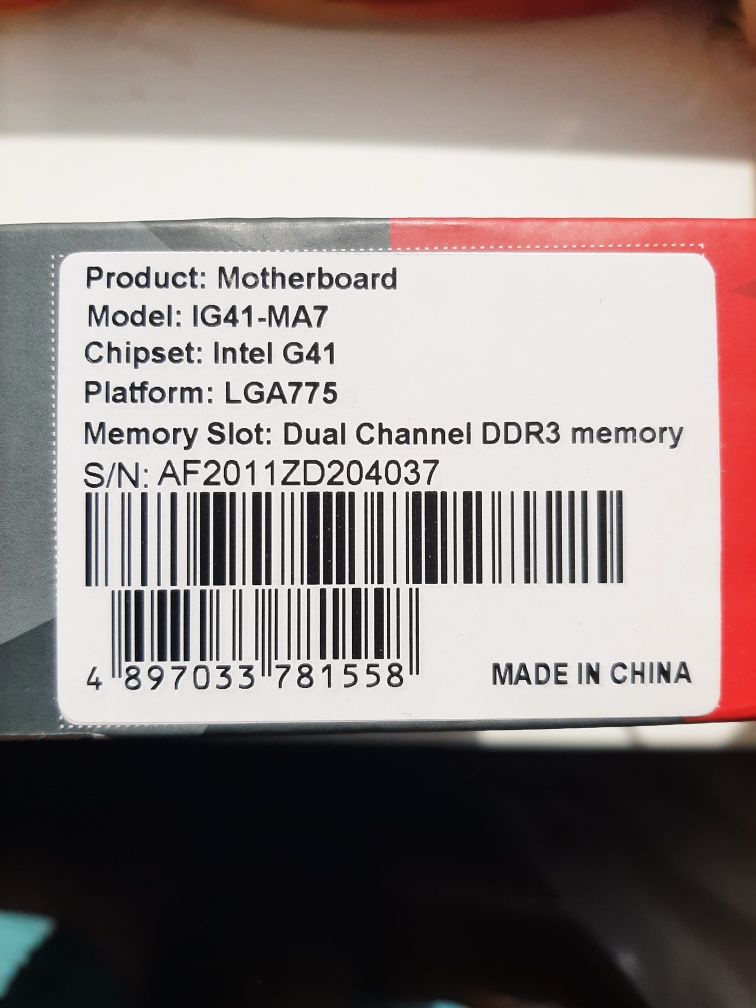 Product: Motherboard
Model: IG41-MA7
Chipset: Intel G41
Platform: LGA775
Memory Slot: Dual Channel DDR3 memory
S/N: AF2011ZD204037
4 897033 781558
MADE IN CHINA